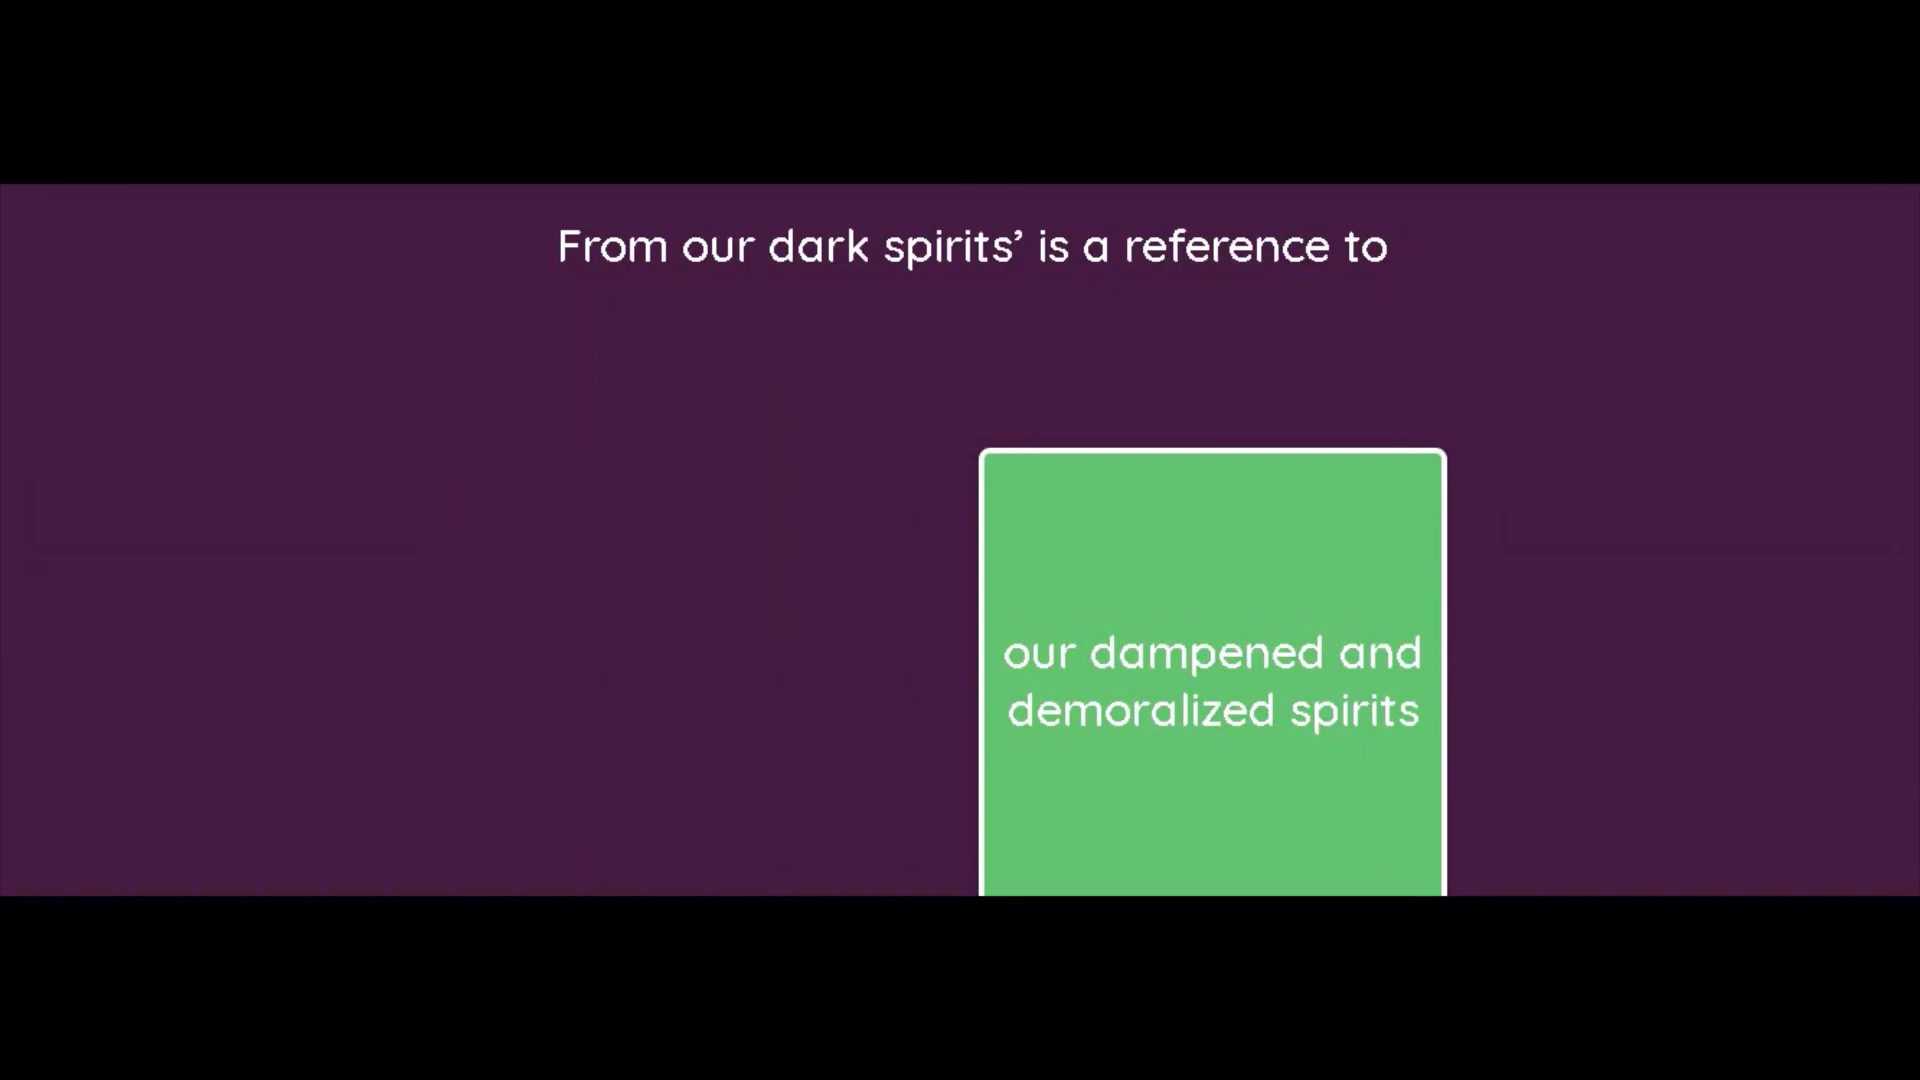 From our dark spirits’ is a reference to
our dampened and
demoralized spirits